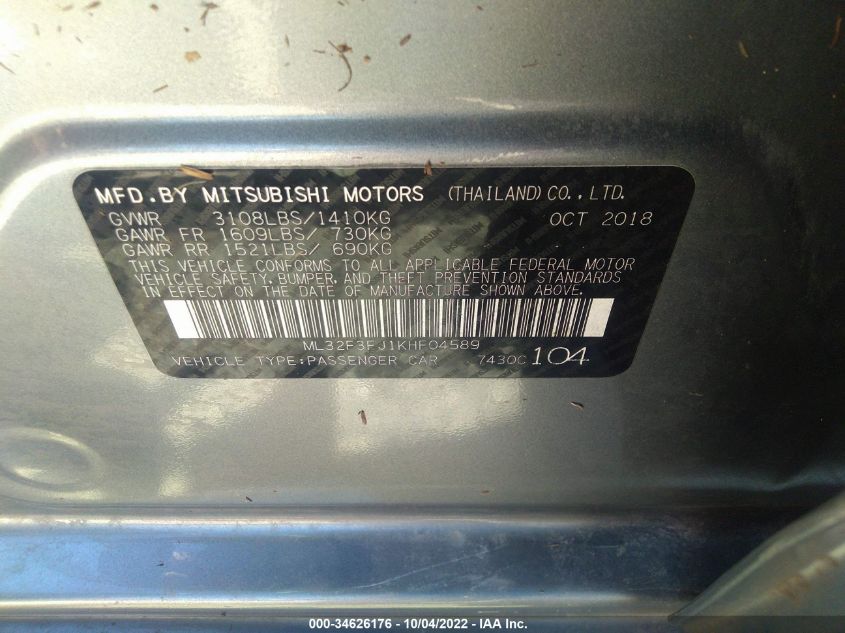 MFD.BY MITSUBISHI MOTORS (THAILAND) CO., LTD.
GVWR 3108LBS/1410KG OCT 2018
GAWR FR 1609LBS/ 730KG
GAWR RR 1521LBS/ 690KG
THIS VEHICLE CONFORMS TO ALL APPLICABLE FEDERAL MOTOR
VEHICLE SAFETY, BUMPER, AND THEFT PREVENTION STANDARDS
IN EFFECT ON THE DATE OF MANUFACTURE SHOWN ABOVE.
ML32F3FJ1KHF04589
VEHICLE TYPE:PASSENGER CAR 7430C 104
000-34626176 - 10/04/2022 - IAA Inc.